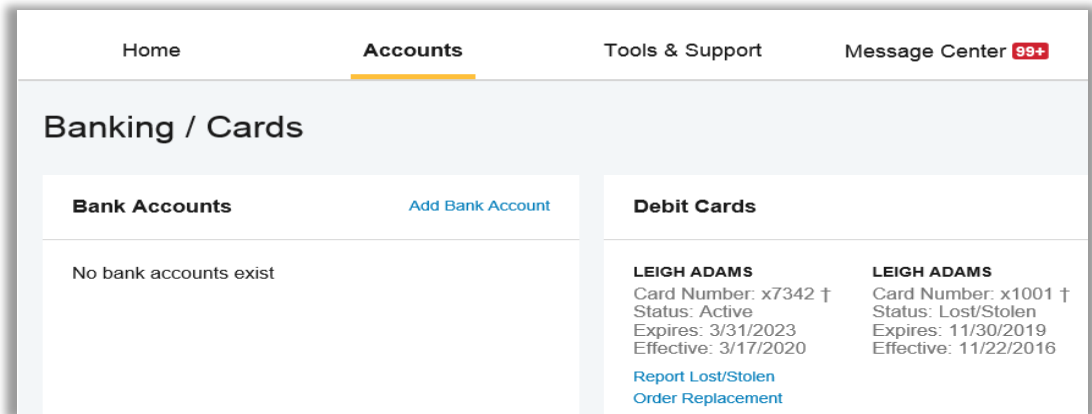 Home Accounts Tools & Support Message Center 99+
Banking / Cards
Bank Accounts Add Bank Account
No bank accounts exist
Debit Cards
LEIGH ADAMS
Card Number: x7342 †
Status: Active
Expires: 3/31/2023
Effective: 3/17/2020
Report Lost/Stolen
Order Replacement
LEIGH ADAMS
Card Number: x1001 †
Status: Lost/Stolen
Expires: 11/30/2019
Effective: 11/22/2016